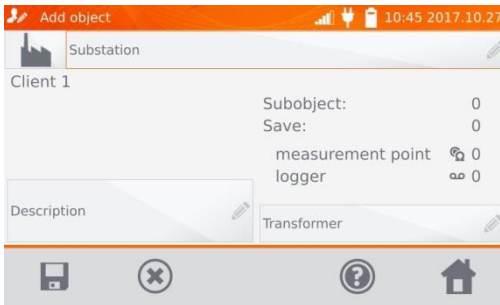 Add object
10:45 2017.10.27
Substation
Client 1
Subobject: 0
Save: 0
measurement point 0
logger 0
Description
Transformer